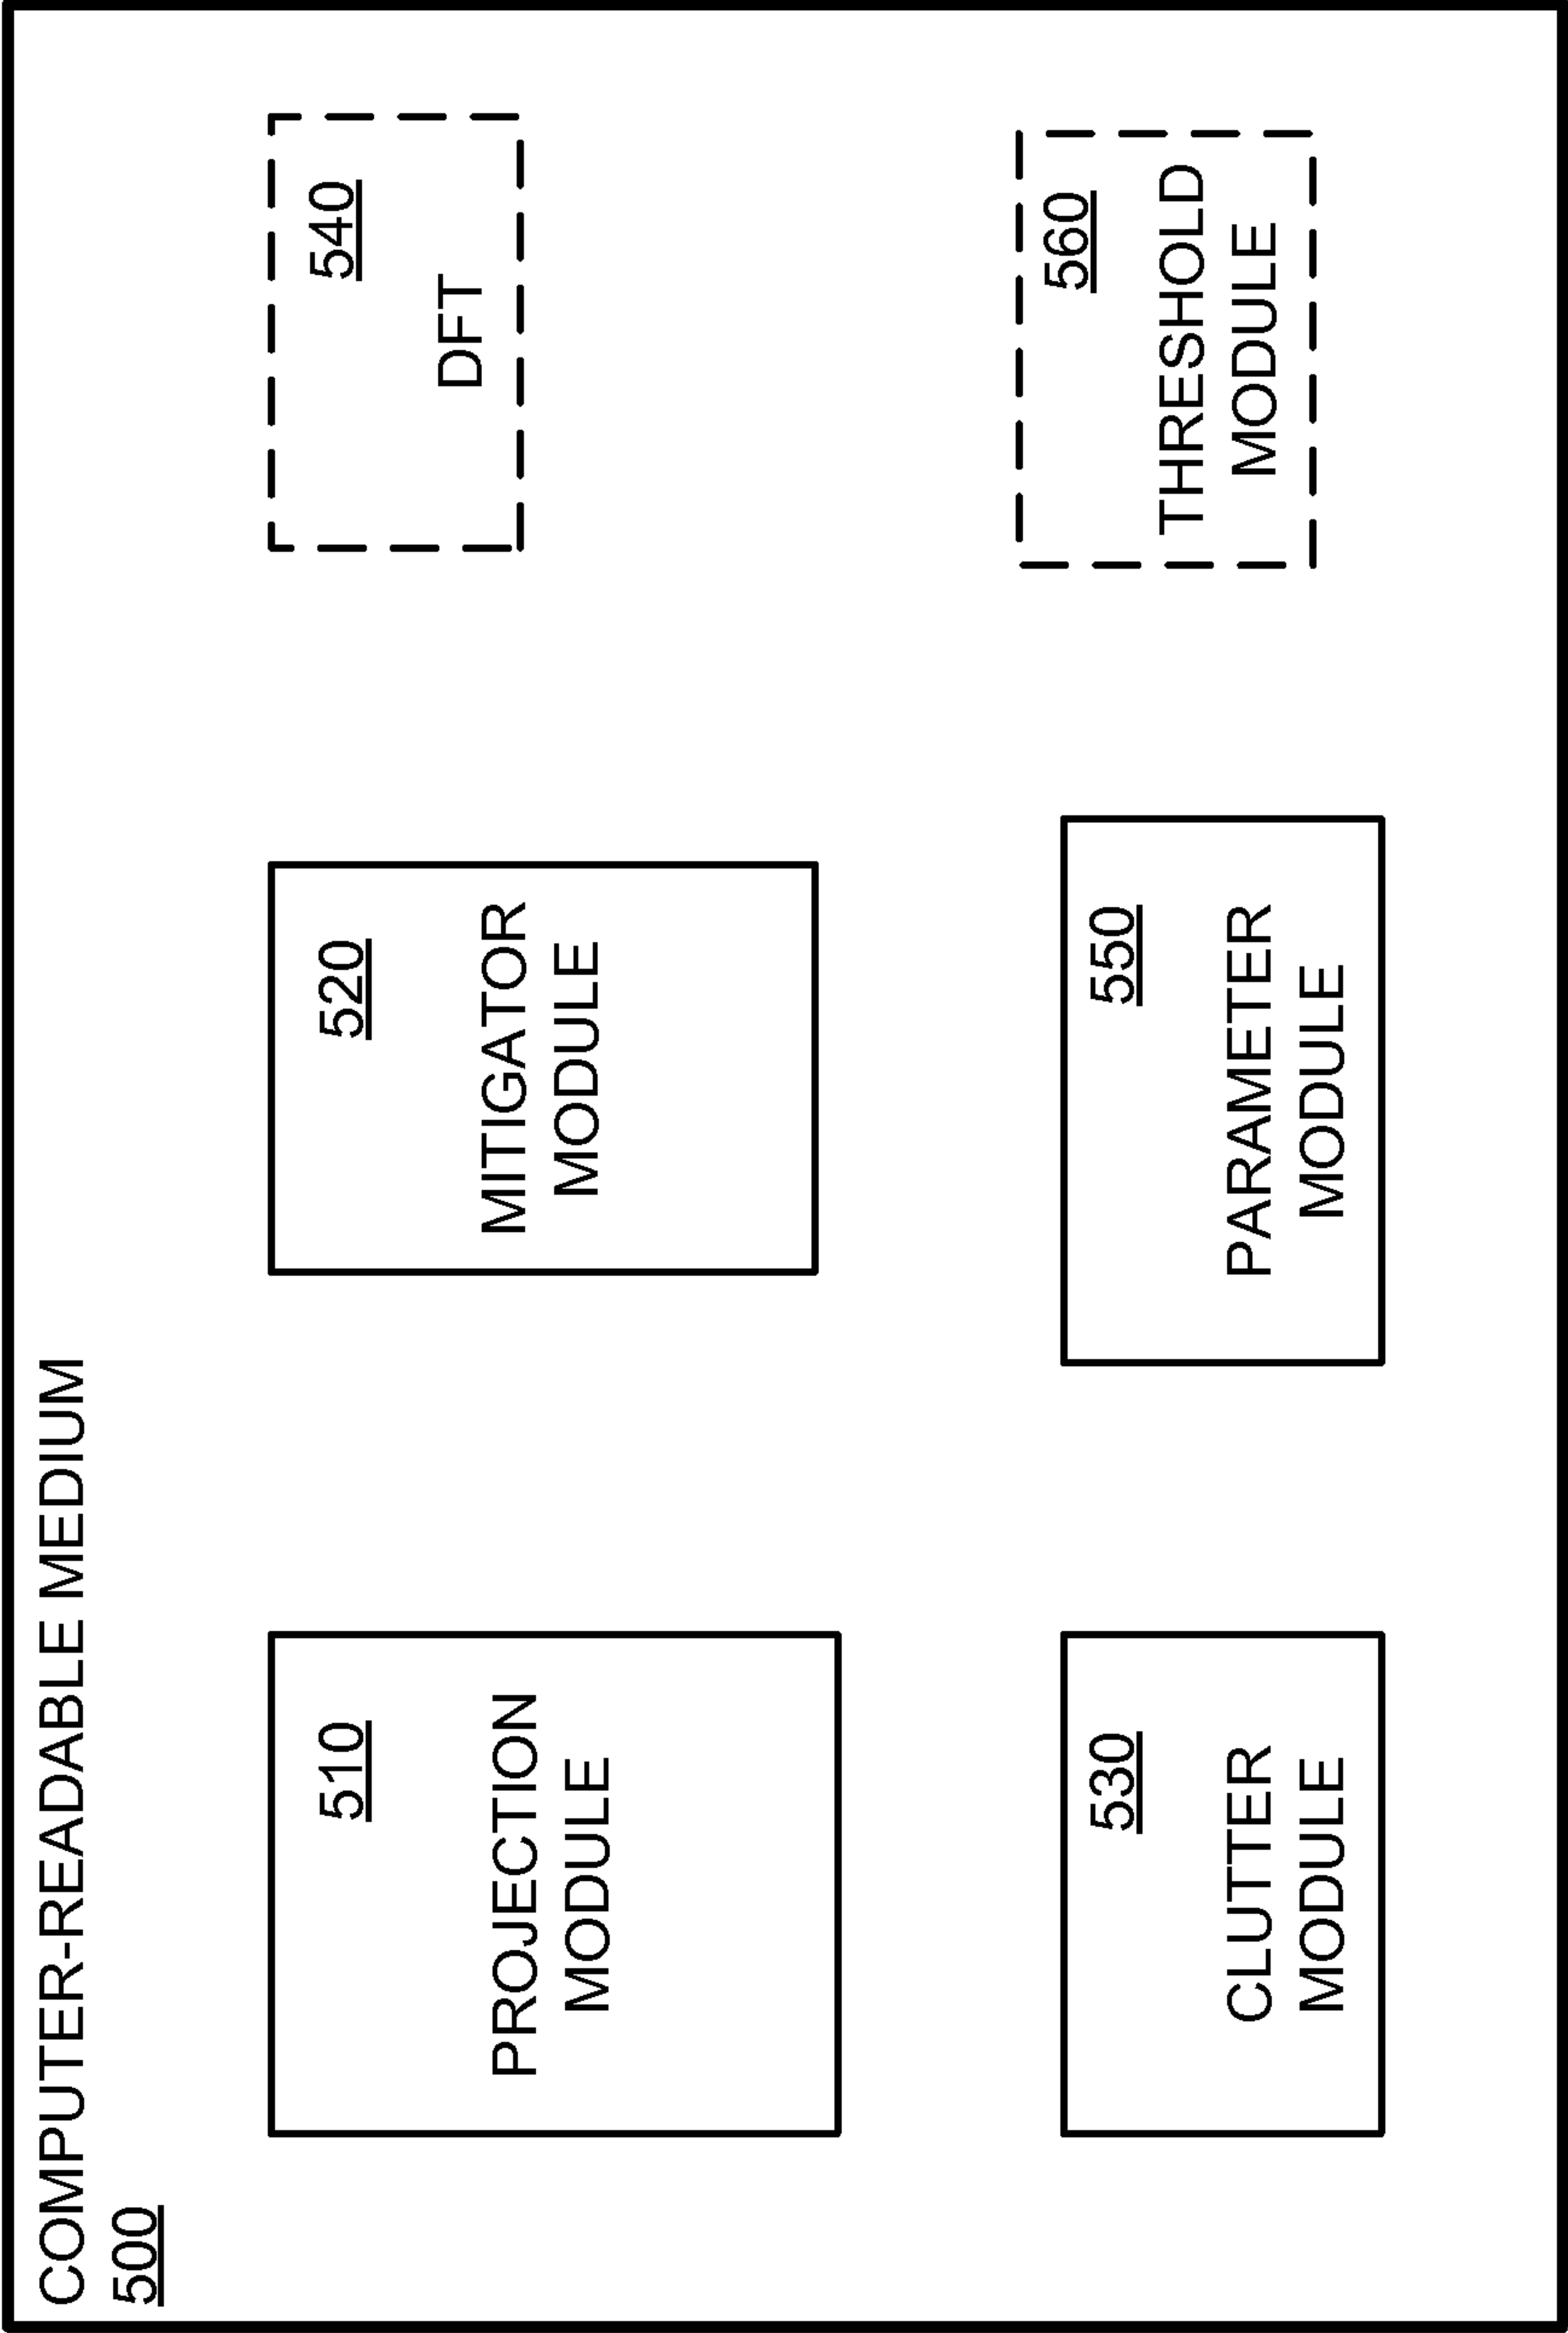 COMPUTER-READABLE MEDIUM
500
510
PROJECTION
MODULE
520
MITIGATOR
MODULE
540
DFT
530
CLUTTER
MODULE
550
PARAMETER
MODULE
560
THRESHOLD
MODULE